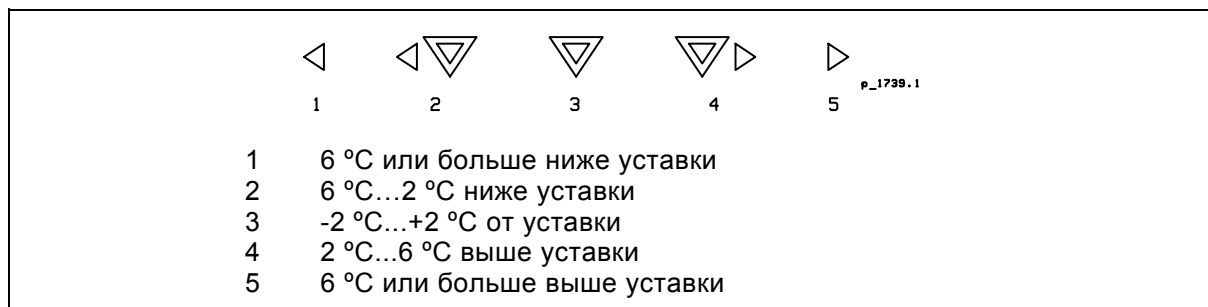 p_1739.1
1 2 3 4 5
1 6 ºC или больше ниже уставки
2 6 ºC…2 ºC ниже уставки
3 -2 ºC...+2 ºC от уставки
4 2 ºC...6 ºC выше уставки
5 6 ºC или больше выше уставки